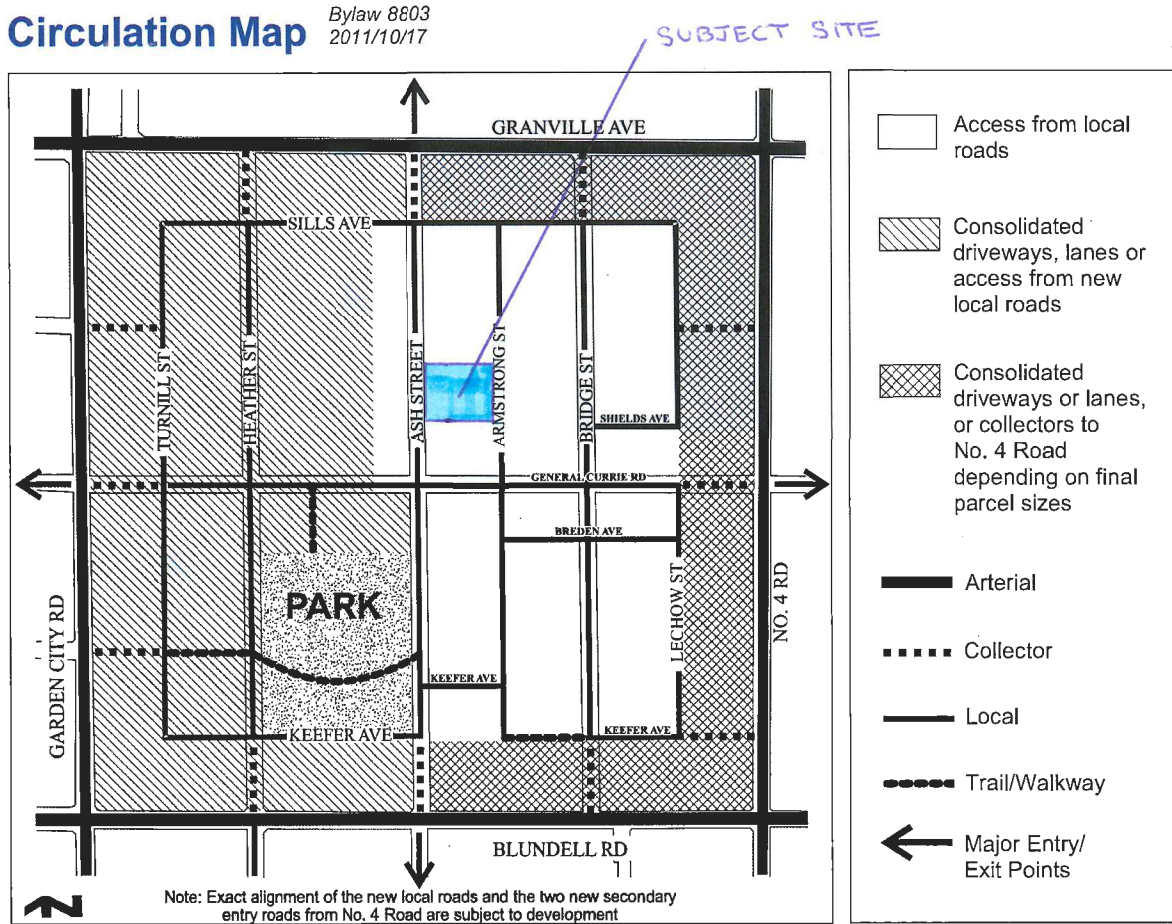 Circulation Map
Bylaw 8803
2011/10/17
SUBJECT SITE
GRANVILLE AVE
SILLS AVE
TURNILL ST
HEATHER ST
ASH STREET
ARMSTRONG ST
BRIDGE ST
SHIELDS AVE
GENERAL CURRIE RD
BREDEN AVE
PARK
LECHOW ST
NO. 4 RD
GARDEN CITY RD
KEEFER AVE
KEEFER AVE
KEEFER AVE
BLUNDELL RD
N
Note: Exact alignment of the new local roads and the two new secondary
entry roads from No. 4 Road are subject to development
Access from local
roads
Consolidated
driveways, lanes or
access from new
local roads
Consolidated
driveways or lanes,
or collectors to
No. 4 Road
depending on final
parcel sizes
Arterial
Collector
Local
Trail/Walkway
Major Entry/
Exit Points